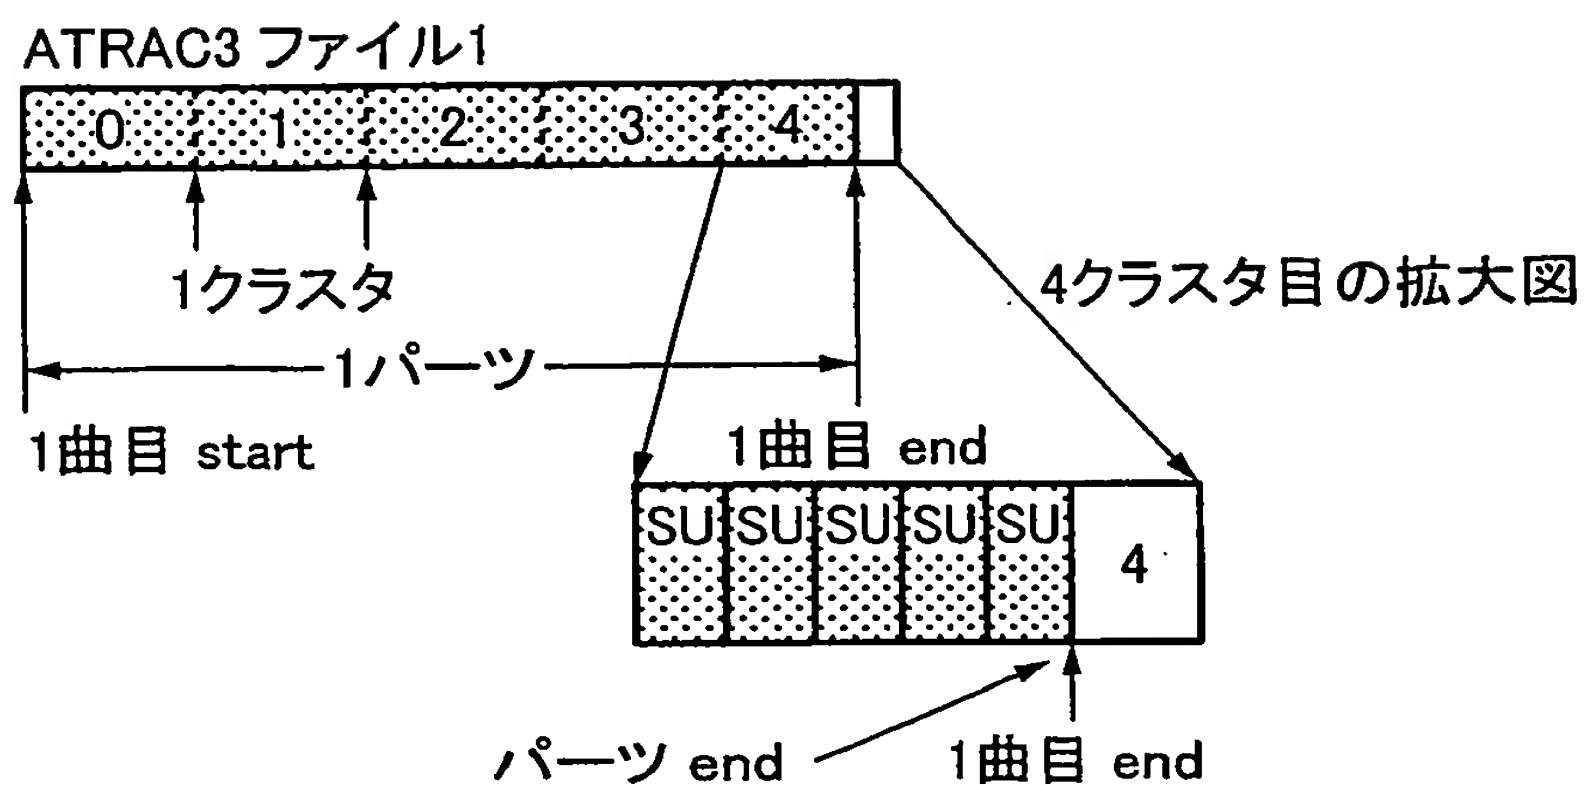 ATRAC3 ファイル1
0 1 2 3 4
1クラスタ
4クラスタ目の拡大図
1パーツ
1曲目 start
1曲目 end
SU SU SU SU SU
4
パーツ end
1曲目 end